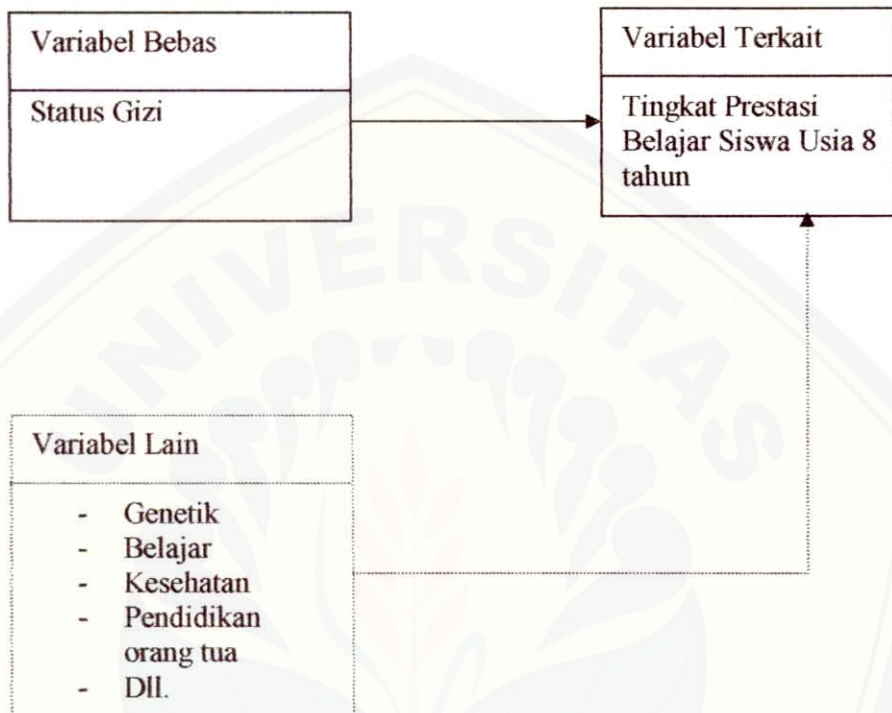 Variabel Bebas
Status Gizi
Variabel Terkait
Tingkat Prestasi
Belajar Siswa Usia 8
tahun
UNIVERSITAS
Variabel Lain
- Genetik
- Belajar
- Kesehatan
- Pendidikan
orang tua
- Dll.